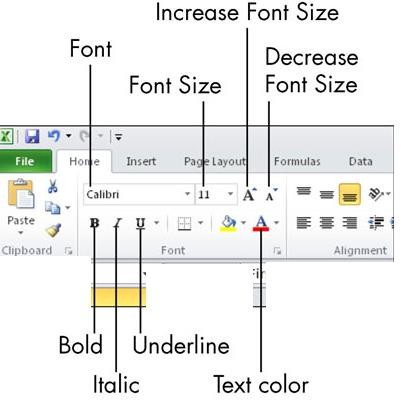 Increase Font Size
Font
Decrease
Font Size
Font Size
File Home Insert Page Layout Formulas Data
Calibri 11 A A
Paste
B I U A
Clipboard Font Alignment
Bold Underline
Italic Text color